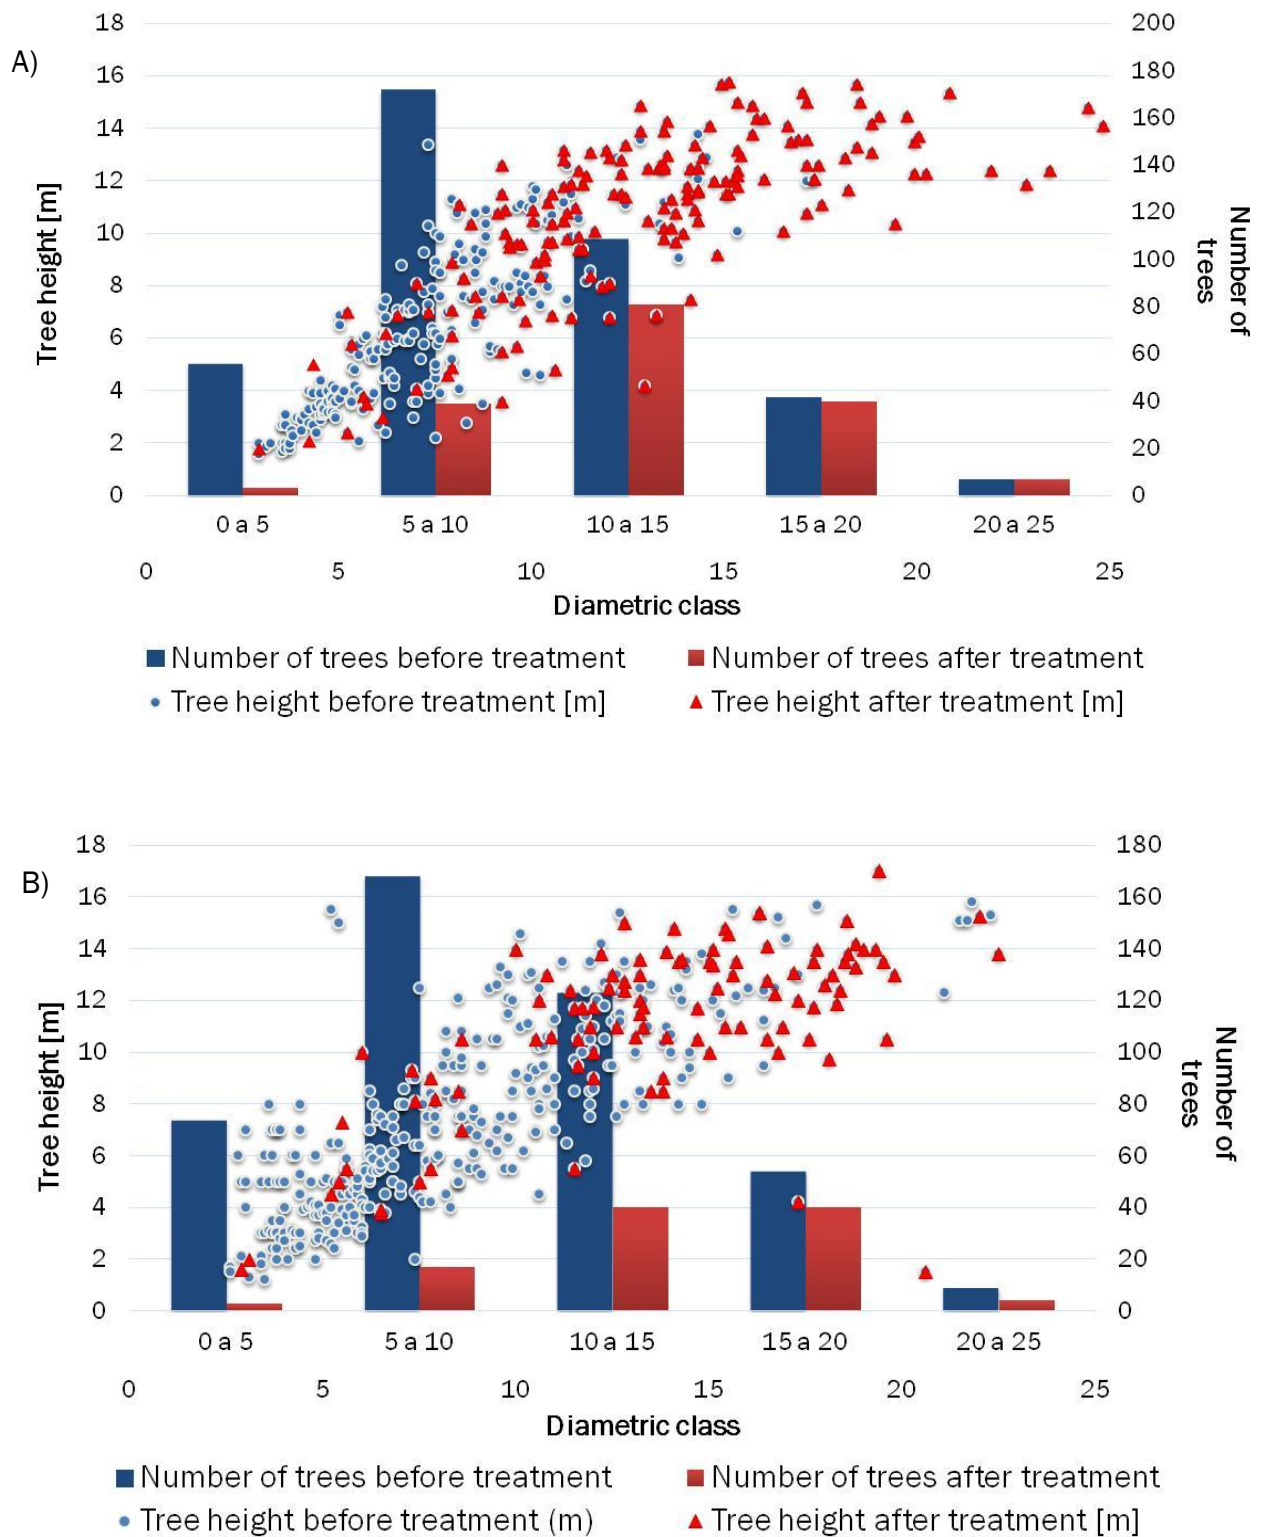 A)
18 200
16 180
14 160
12 140
10 120
8 100
6 80
4 60
2 40
0 20
0
Tree height [m]
Number of
trees
0 a 5 5 a 10 10 a 15 15 a 20 20 a 25
0 5 10 15 20 25
Diametric class
Number of trees before treatment Number of trees after treatment
Tree height before treatment [m] Tree height after treatment [m]
B)
18 180
16 160
14 140
12 120
10 100
8 80
6 60
4 40
2 20
0 0
Tree height [m]
Number of
trees
0 a 5 5 a 10 10 a 15 15 a 20 20 a 25
0 5 10 15 20 25
Diametric class
Number of trees before treatment Number of trees after treatment
Tree height before treatment (m) Tree height after treatment [m]